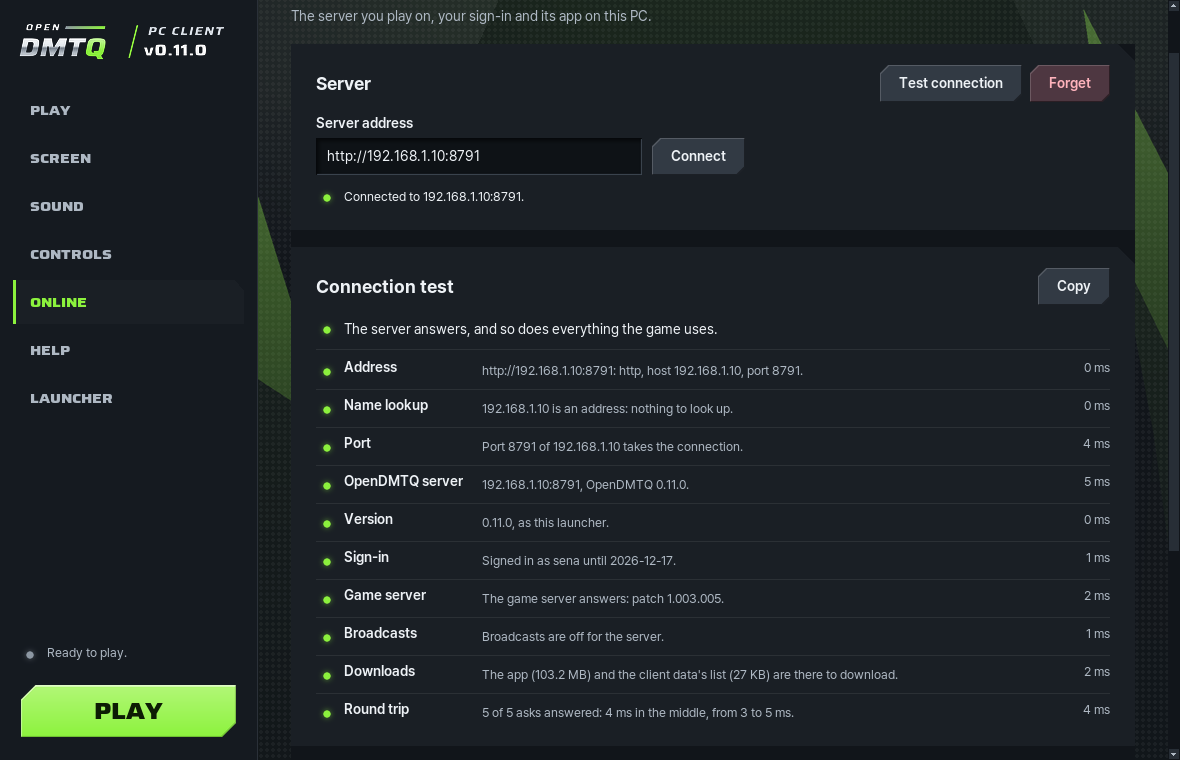 OPEN
DMTQ
PC CLIENT
v0.11.0
PLAY
SCREEN
SOUND
CONTROLS
ONLINE
HELP
LAUNCHER
Ready to play.
PLAY
The server you play on, your sign-in and its app on this PC.
Server
Test connection
Forget
Server address
http://192.168.1.10:8791
Connect
Connected to 192.168.1.10:8791.
Connection test
Copy
The server answers, and so does everything the game uses.
Address http://192.168.1.10:8791: http, host 192.168.1.10, port 8791. 0 ms
Name lookup 192.168.1.10 is an address: nothing to look up. 0 ms
Port Port 8791 of 192.168.1.10 takes the connection. 4 ms
OpenDMTQ server 192.168.1.10:8791, OpenDMTQ 0.11.0. 5 ms
Version 0.11.0, as this launcher. 0 ms
Sign-in Signed in as sena until 2026-12-17. 1 ms
Game server The game server answers: patch 1.003.005. 2 ms
Broadcasts Broadcasts are off for the server. 1 ms
Downloads The app (103.2 MB) and the client data's list (27 KB) are there to download. 2 ms
Round trip 5 of 5 asks answered: 4 ms in the middle, from 3 to 5 ms. 4 ms